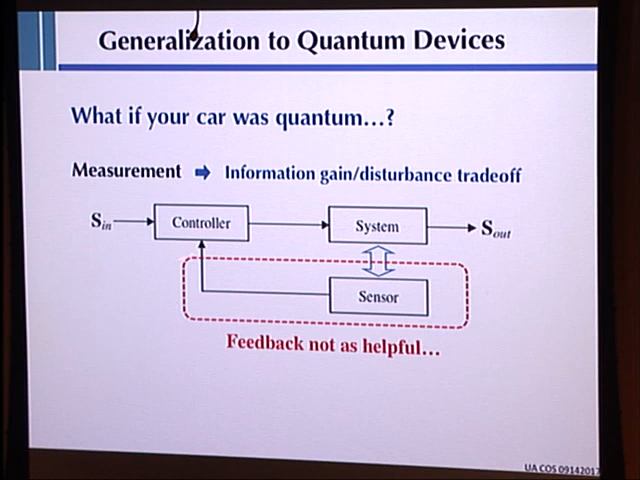 Generalization to Quantum Devices
What if your car was quantum…?
Measurement ➡ Information gain/disturbance tradeoff
S_in Controller System S_out
Sensor
Feedback not as helpful…
UA COS 09142017